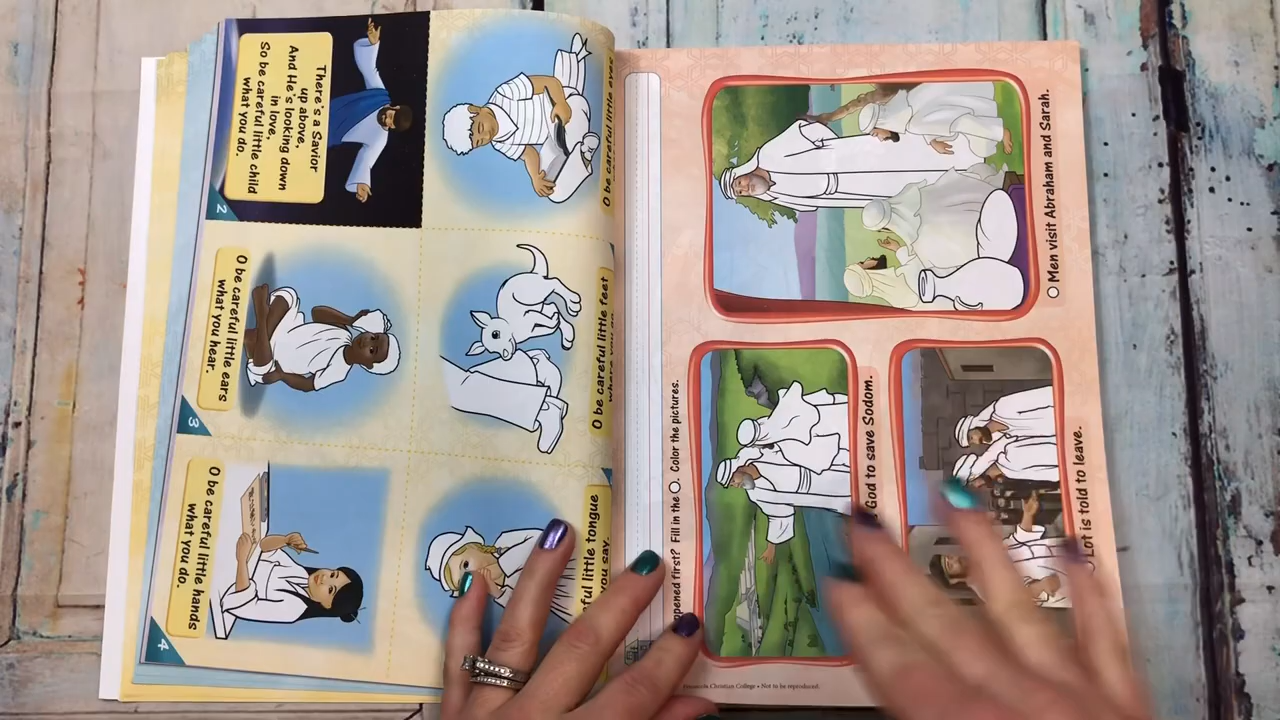 O be careful little eyes
There's a Savior
up above,
And He's looking down
in love,
So be careful little child
what you do.
2
O be careful little feet
O be careful little ears
what you hear.
3
little tongue
you say.
O be careful little hands
what you do.
4
first? Fill in the O. Color the pictures.
Men visit Abraham and Sarah.
God to save Sodom.
Lot is told to leave.
Christian College • Not to be reproduced.